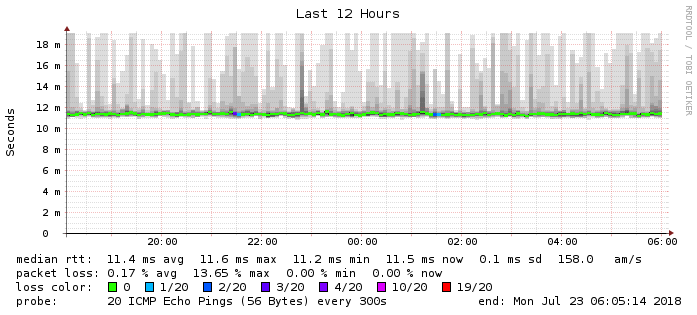 Last 12 Hours
RRDTOOL / TOBI OETIKER
Seconds
18 m
16 m
14 m
12 m
10 m
8 m
6 m
4 m
2 m
0
20:00 22:00 00:00 02:00 04:00 06:00
median rtt: 11.4 ms avg 11.6 ms max 11.2 ms min 11.5 ms now 0.1 ms sd 158.0 am/s
packet loss: 0.17 % avg 13.65 % max 0.00 % min 0.00 % now
loss color: 0 1/20 2/20 3/20 4/20 10/20 19/20
probe: 20 ICMP Echo Pings (56 Bytes) every 300s end: Mon Jul 23 06:05:14 2018